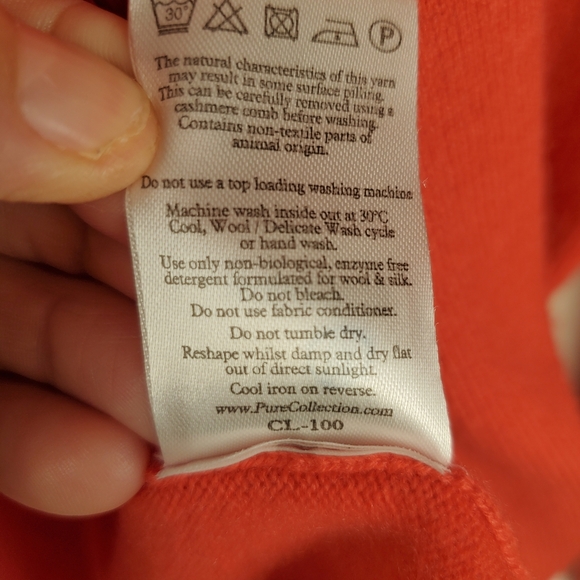 30°
P
The natural characteristics of this yarn
may result in some surface pilling.
This can be carefully removed using a
cashmere comb before washing.
Contains non-textile parts of
animal origin.
Do not use a top loading washing machine
Machine wash inside out at 30°C
Cool, Wool / Delicate Wash cycle
or hand wash.
Use only non-biological, enzyme free
detergent formulated for wool & silk.
Do not bleach.
Do not use fabric conditioner.
Do not tumble dry.
Reshape whilst damp and dry flat
out of direct sunlight.
Cool iron on reverse.
www.PureCollection.com
CL-100